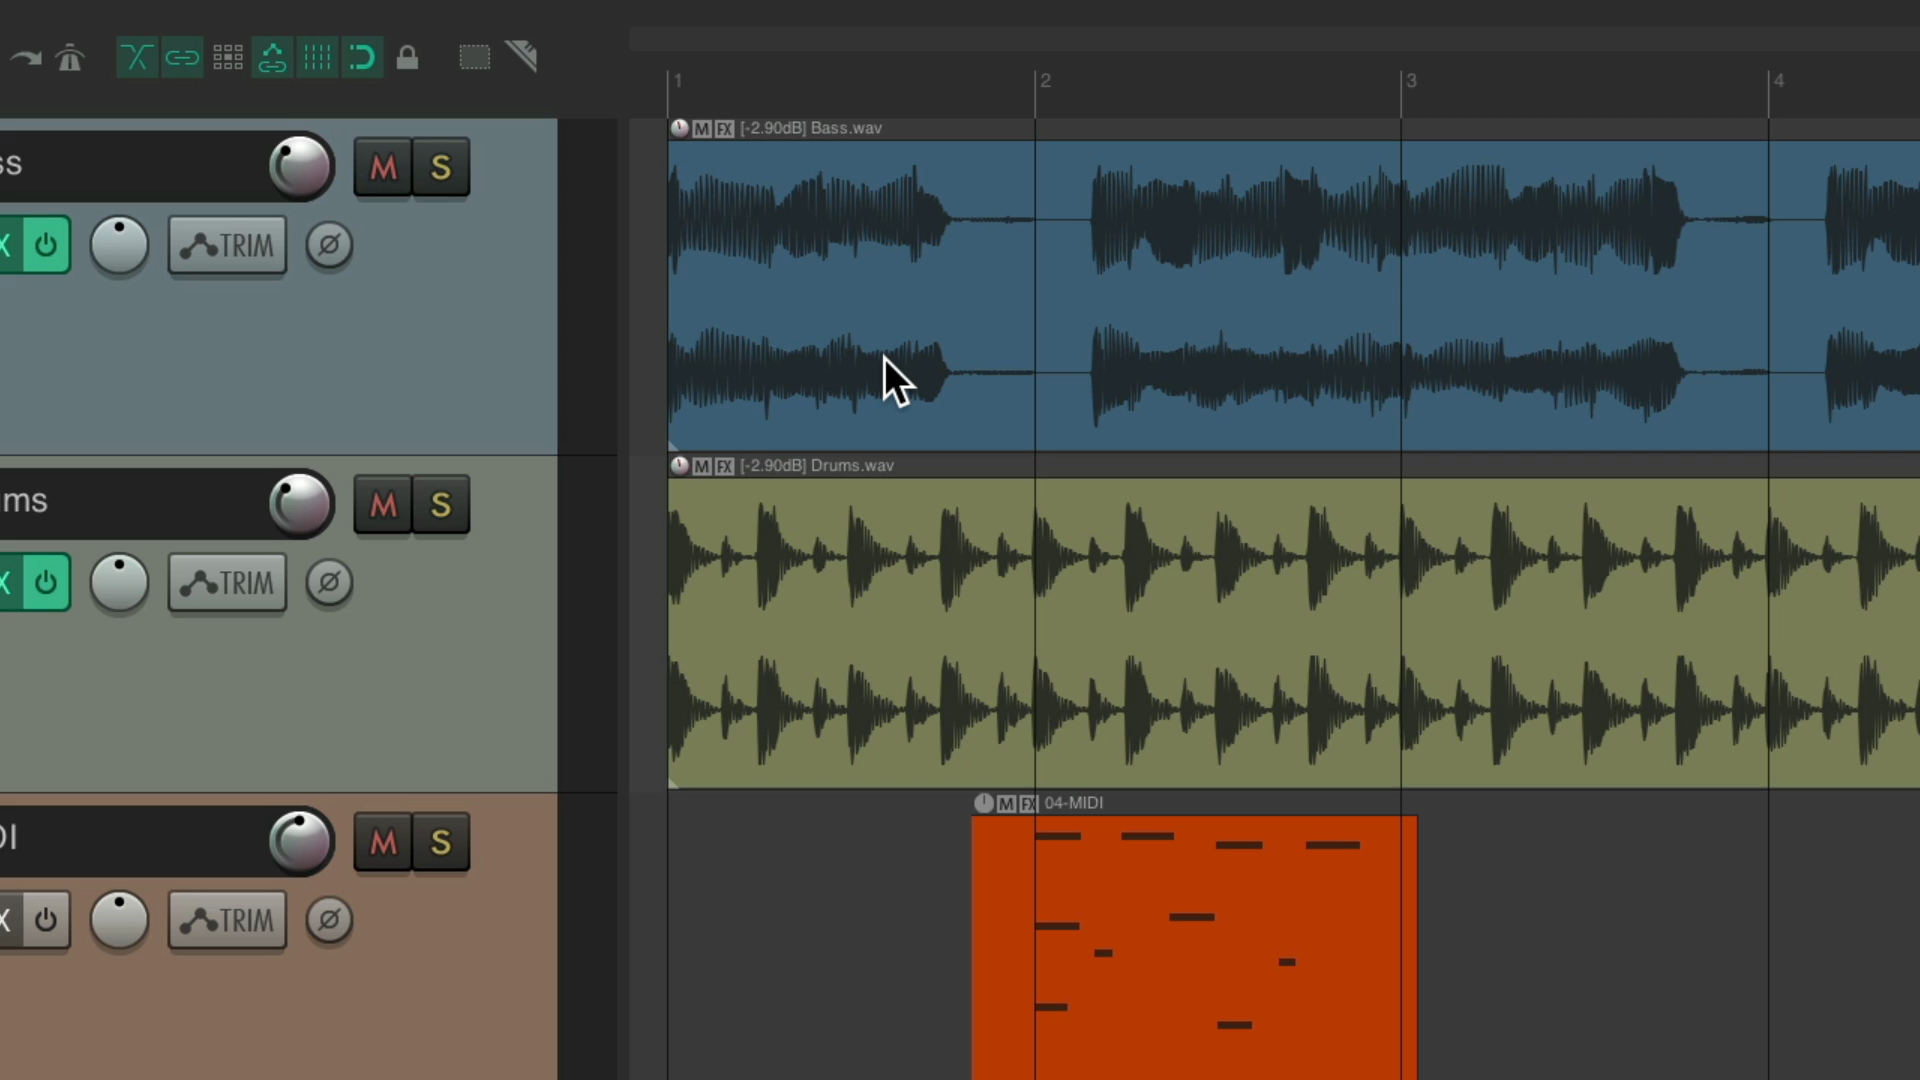 1 2 3 4
M FX [-2.90dB] Bass.wav
ss M S
X TRIM
M FX [-2.90dB] Drums.wav
ms M S
X TRIM
M FX 04-MIDI
DI M S
X TRIM